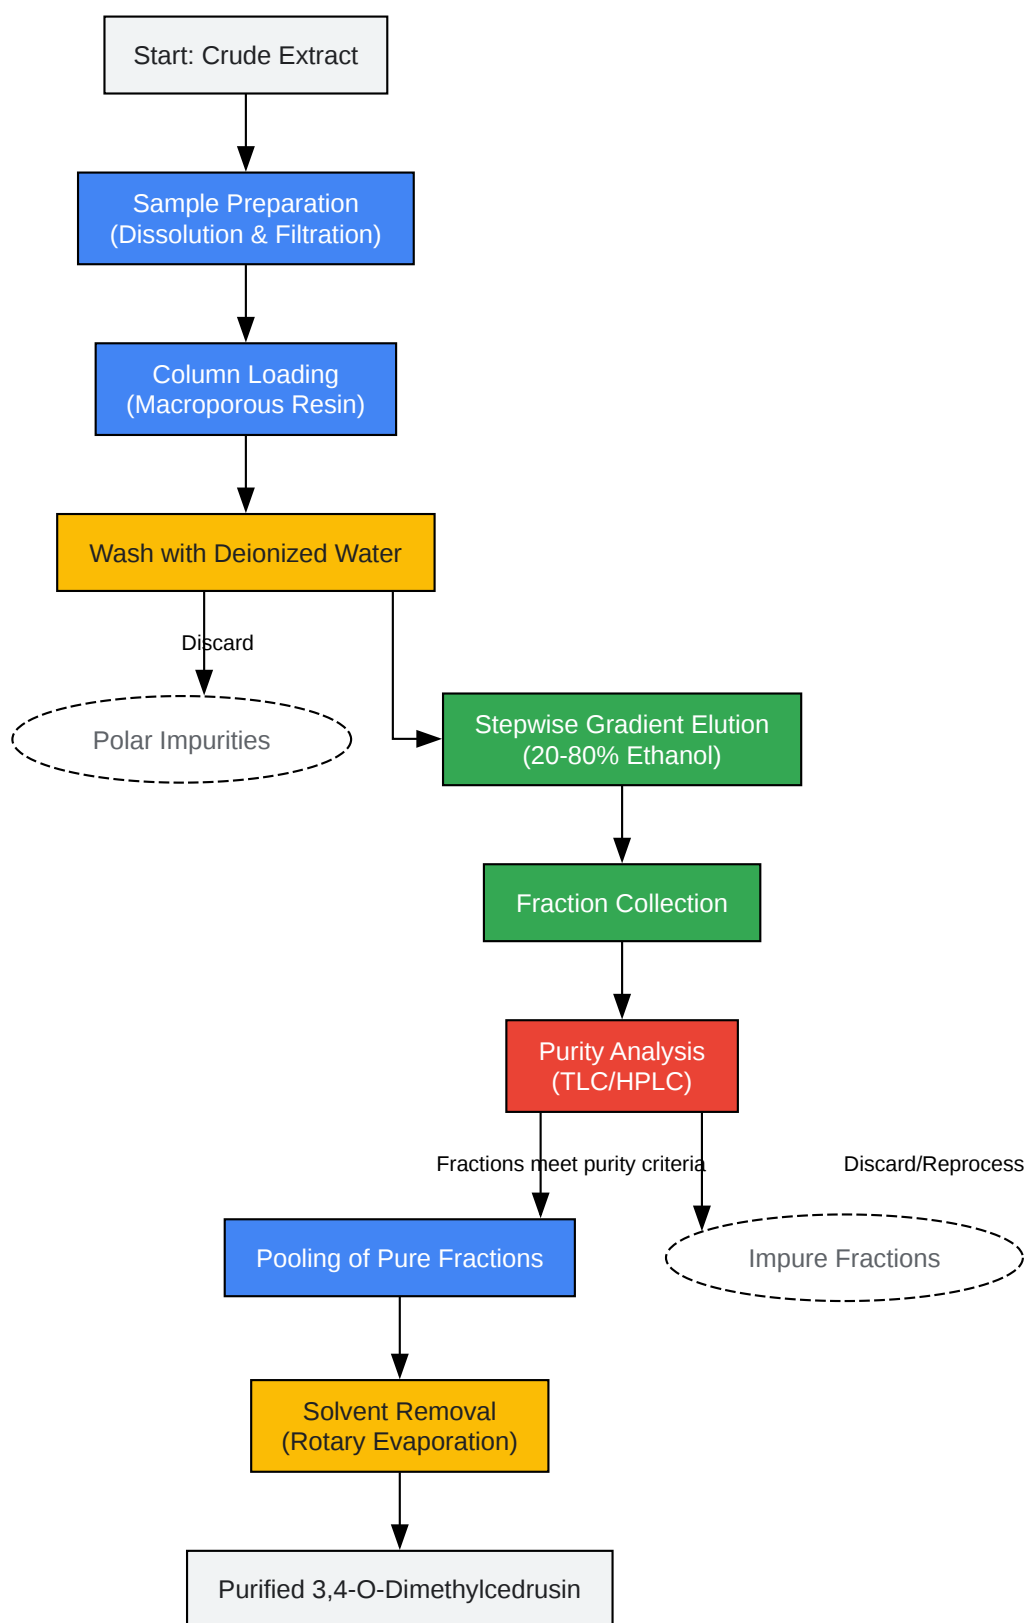 Start: Crude Extract
Sample Preparation
(Dissolution & Filtration)
Column Loading
(Macroporous Resin)
Wash with Deionized Water
Discard
Polar Impurities
Stepwise Gradient Elution
(20-80% Ethanol)
Fraction Collection
Purity Analysis
(TLC/HPLC)
Fractions meet purity criteria
Discard/Reprocess
Pooling of Pure Fractions
Impure Fractions
Solvent Removal
(Rotary Evaporation)
Purified 3,4-O-Dimethylcedrusin